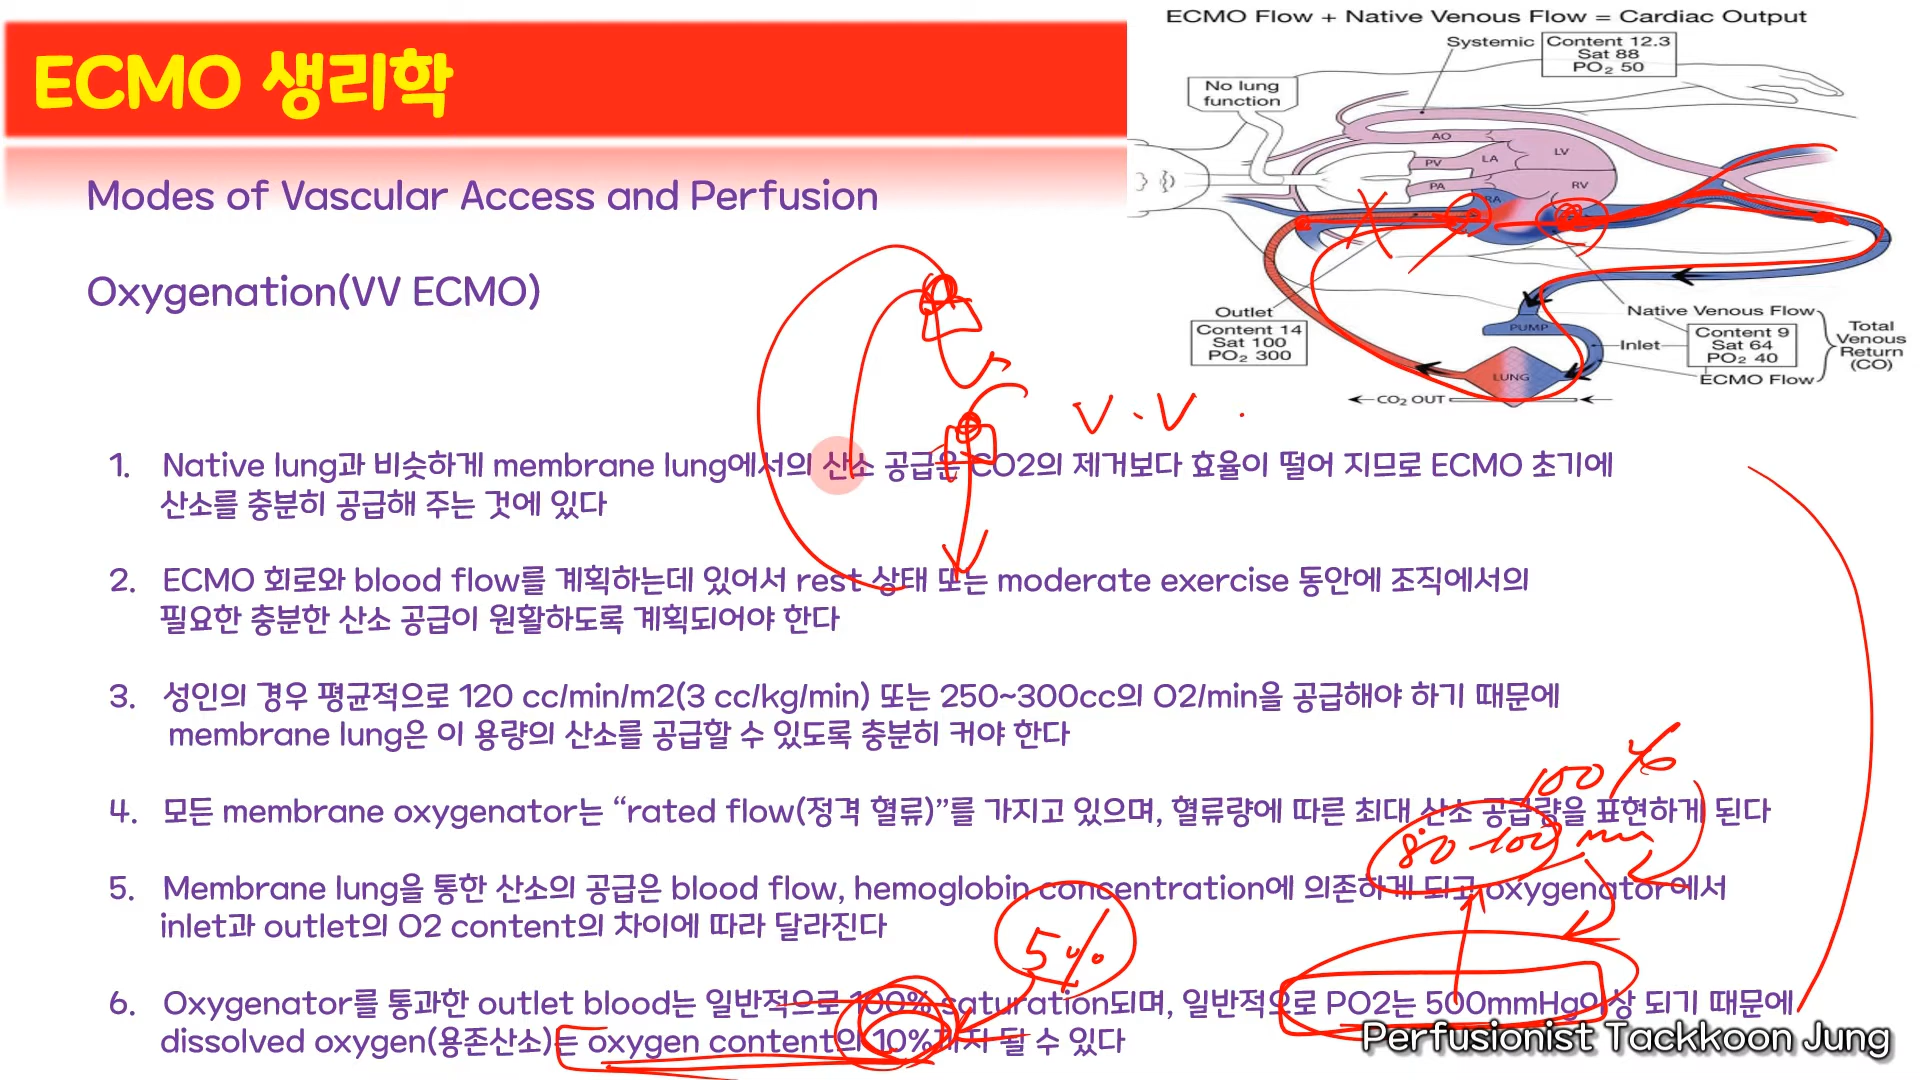 ECMO 생리학
Modes of Vascular Access and Perfusion
Oxygenation(VV ECMO)
ECMO Flow + Native Venous Flow = Cardiac Output
Systemic
Content 12.3
Sat 88
PO₂ 50
No lung
function
AO
PV
LA
LV
PA
RV
RA
Outlet
Content 14
Sat 100
PO₂ 300
PUMP
LUNG
CO₂ OUT
Native Venous Flow
Inlet
Content 9
Sat 64
PO₂ 40
ECMO Flow
Total
Venous
Return
(CO)
V-V
1. Native lung과 비슷하게 membrane lung에서의 산소 공급은 CO2의 제거보다 효율이 떨어 지므로 ECMO 초기에
산소를 충분히 공급해 주는 것에 있다
2. ECMO 회로와 blood flow를 계획하는데 있어서 rest 상태 또는 moderate exercise 동안에 조직에서의
필요한 충분한 산소 공급이 원활하도록 계획되어야 한다
3. 성인의 경우 평균적으로 120 cc/min/m2(3 cc/kg/min) 또는 250~300cc의 O2/min을 공급해야 하기 때문에
membrane lung은 이 용량의 산소를 공급할 수 있도록 충분히 커야 한다
100%
4. 모든 membrane oxygenator는 “rated flow(정격 혈류)”를 가지고 있으며, 혈류량에 따른 최대 산소 공급량을 표현하게 된다
80-100
5. Membrane lung을 통한 산소의 공급은 blood flow, hemoglobin concentration에 의존하게 되고 oxygenator에서
inlet과 outlet의 O2 content의 차이에 따라 달라진다
5%
6. Oxygenator를 통과한 outlet blood는 일반적으로 100% saturation되며, 일반적으로 PO2는 500mmHg이상 되기 때문에
dissolved oxygen(용존산소)는 oxygen content의 10%까지 될 수 있다
Perfusionist Tackkoon Jung